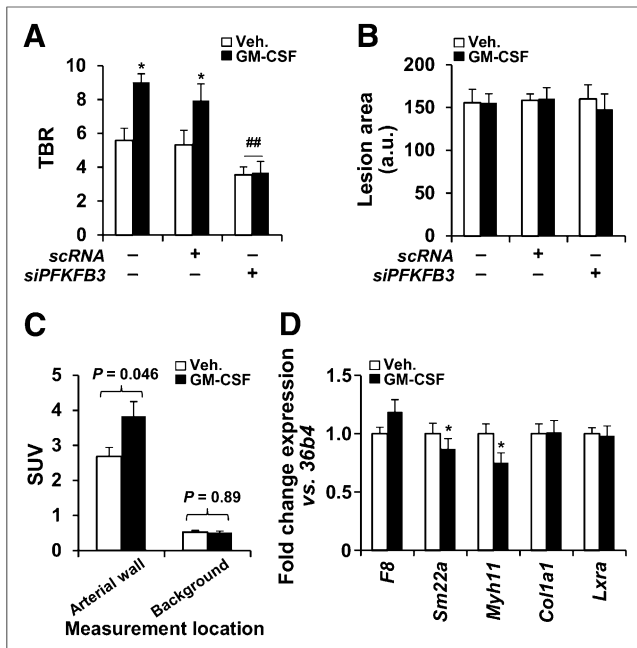 A
Veh.
GM-CSF
TBR
10
8
6
4
2
0
*
*
##
scRNA – + –
siPFKFB3 – – +
B
Veh.
GM-CSF
Lesion area
(a.u.)
200
150
100
50
0
scRNA – + –
siPFKFB3 – – +
C
Veh.
GM-CSF
SUV
5
4
3
2
1
0
P = 0.046
P = 0.89
Arterial wall
Background
Measurement location
D
Veh.
GM-CSF
Fold change expression
vs. 36b4
1.5
1.0
0.5
0
*
*
F8
Sm22a
Myh11
Col1a1
Lxra